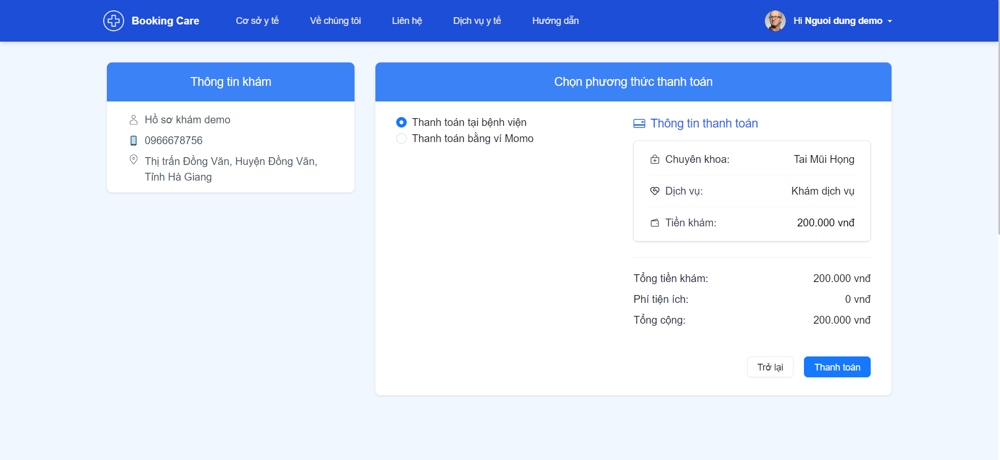 Booking Care
Cơ sở y tế
Về chúng tôi
Liên hệ
Dịch vụ y tế
Hướng dẫn
Hi Nguoi dung demo
Thông tin khám
Hồ sơ khám demo
0966678756
Thị trấn Đồng Văn, Huyện Đồng Văn,
Tỉnh Hà Giang
Chọn phương thức thanh toán
Thanh toán tại bệnh viện
Thanh toán bằng ví Momo
Thông tin thanh toán
Chuyên khoa: Tai Mũi Họng
Dịch vụ: Khám dịch vụ
Tiền khám: 200.000 vnđ
Tổng tiền khám: 200.000 vnđ
Phí tiện ích: 0 vnđ
Tổng cộng: 200.000 vnđ
Trở lại
Thanh toán